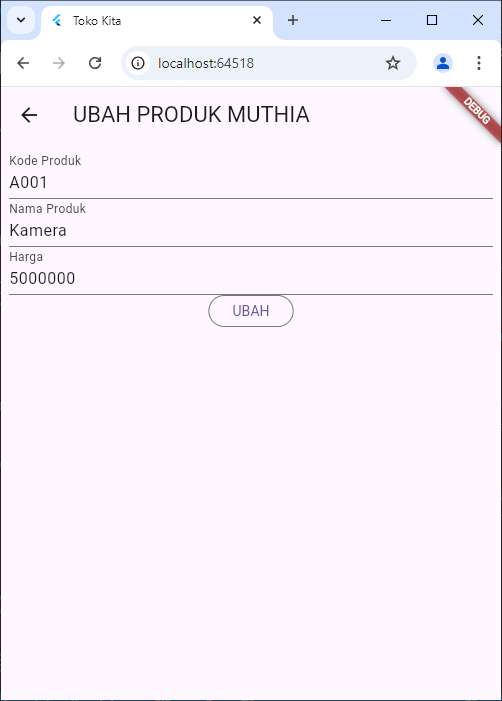 Toko Kita
localhost:64518
DEBUG
UBAH PRODUK MUTHIA
Kode Produk
A001
Nama Produk
Kamera
Harga
5000000
UBAH